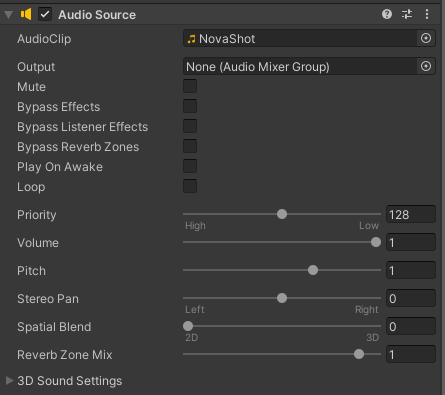 Audio Source
AudioClip NovaShot
Output None (Audio Mixer Group)
Mute
Bypass Effects
Bypass Listener Effects
Bypass Reverb Zones
Play On Awake
Loop
Priority 128
High Low
Volume 1
Pitch 1
Stereo Pan 0
Left Right
Spatial Blend 0
2D 3D
Reverb Zone Mix 1
3D Sound Settings